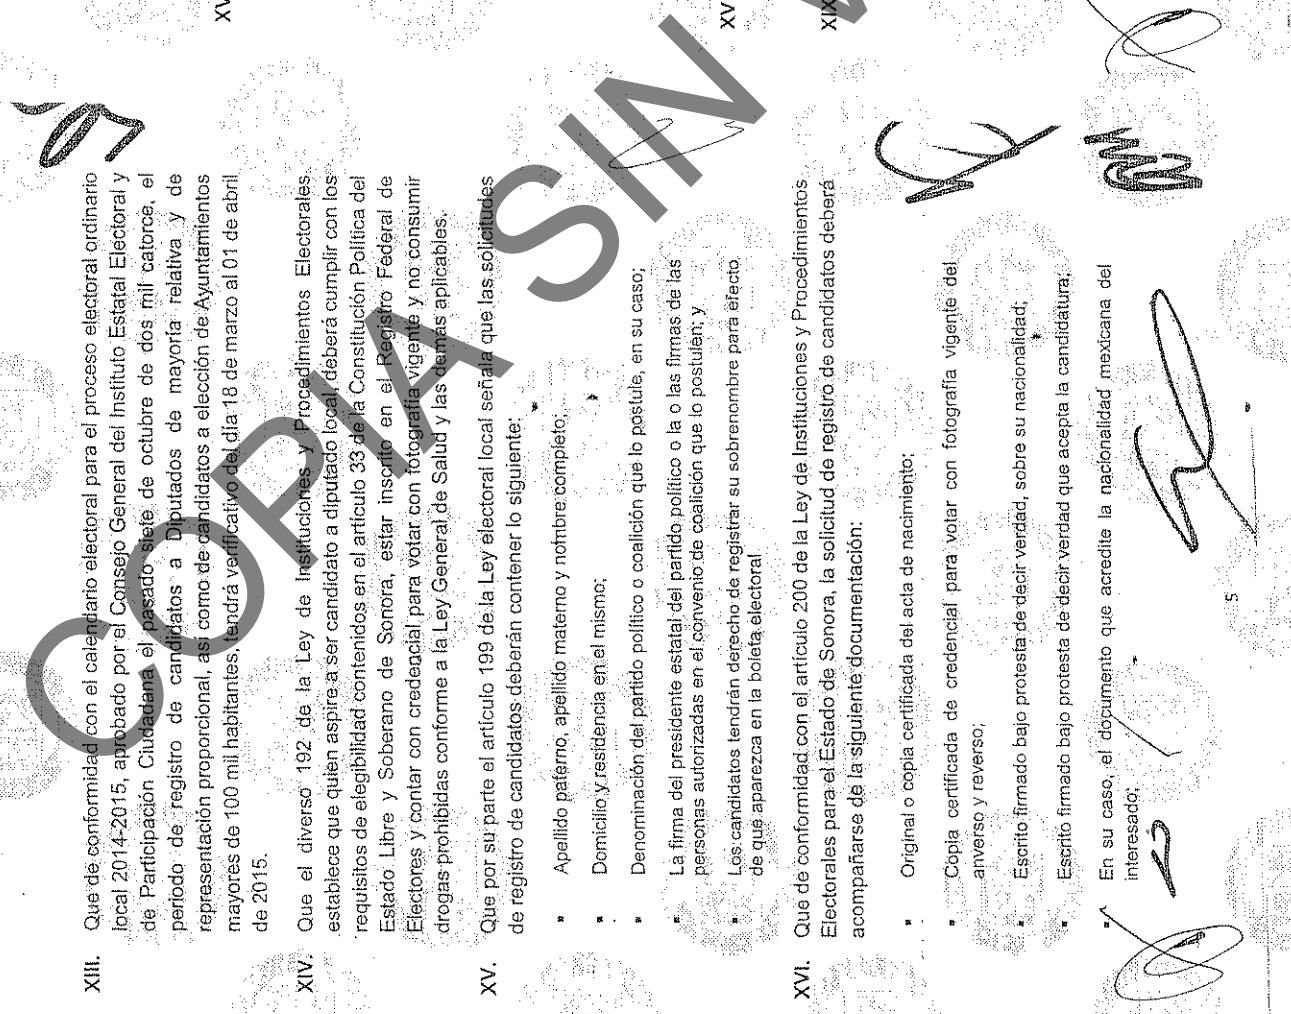 XIII. Que de conformidad con el calendario electoral para el proceso electoral ordinario
local 2014-2015, aprobado por el Consejo General del Instituto Estatal Electoral y
de Participación Ciudadana el pasado siete de octubre de dos mil catorce, el
periodo de registro de candidatos a Diputados de mayoría relativa y de
representación proporcional, así como de candidatos a elección de Ayuntamientos
mayores de 100 mil habitantes, tendrá verificativo del día 18 de marzo al 01 de abril
de 2015.
XIV. Que el diverso 192 de la Ley de Instituciones y Procedimientos Electorales
establece que quien aspire a ser candidato a diputado local, deberá cumplir con los
requisitos de elegibilidad contenidos en el artículo 33 de la Constitución Política del
Estado Libre y Soberano de Sonora, estar inscrito en el Registro Federal de
Electores y contar con credencial para votar con fotografía vigente y no consumir
drogas prohibidas conforme a la Ley General de Salud y las demás aplicables.
XV. Que por su parte el artículo 199 de la Ley electoral local señala que las solicitudes
de registro de candidatos deberán contener lo siguiente:
" Apellido paterno, apellido materno y nombre completo;
" Domicilio y residencia en el mismo;
" Denominación del partido político o coalición que lo postule, en su caso;
" La firma del presidente estatal del partido político o la o las firmas de las
personas autorizadas en el convenio de coalición que lo postulen; y
" Los candidatos tendrán derecho de registrar su sobrenombre para efecto
de que aparezca en la boleta electoral
XVI. Que de conformidad con el artículo 200 de la Ley de Instituciones y Procedimientos
Electorales para el Estado de Sonora, la solicitud de registro de candidatos deberá
acompañarse de la siguiente documentación:
" Original o copia certificada del acta de nacimiento;
" Copia certificada de credencial para votar con fotografía vigente del
anverso y reverso;
" Escrito firmado bajo protesta de decir verdad, sobre su nacionalidad;
" Escrito firmado bajo protesta de decir verdad que acepta la candidatura;
" En su caso, el documento que acredite la nacionalidad mexicana del
interesado;
5
COPIA SIN
XV
XV
XIX